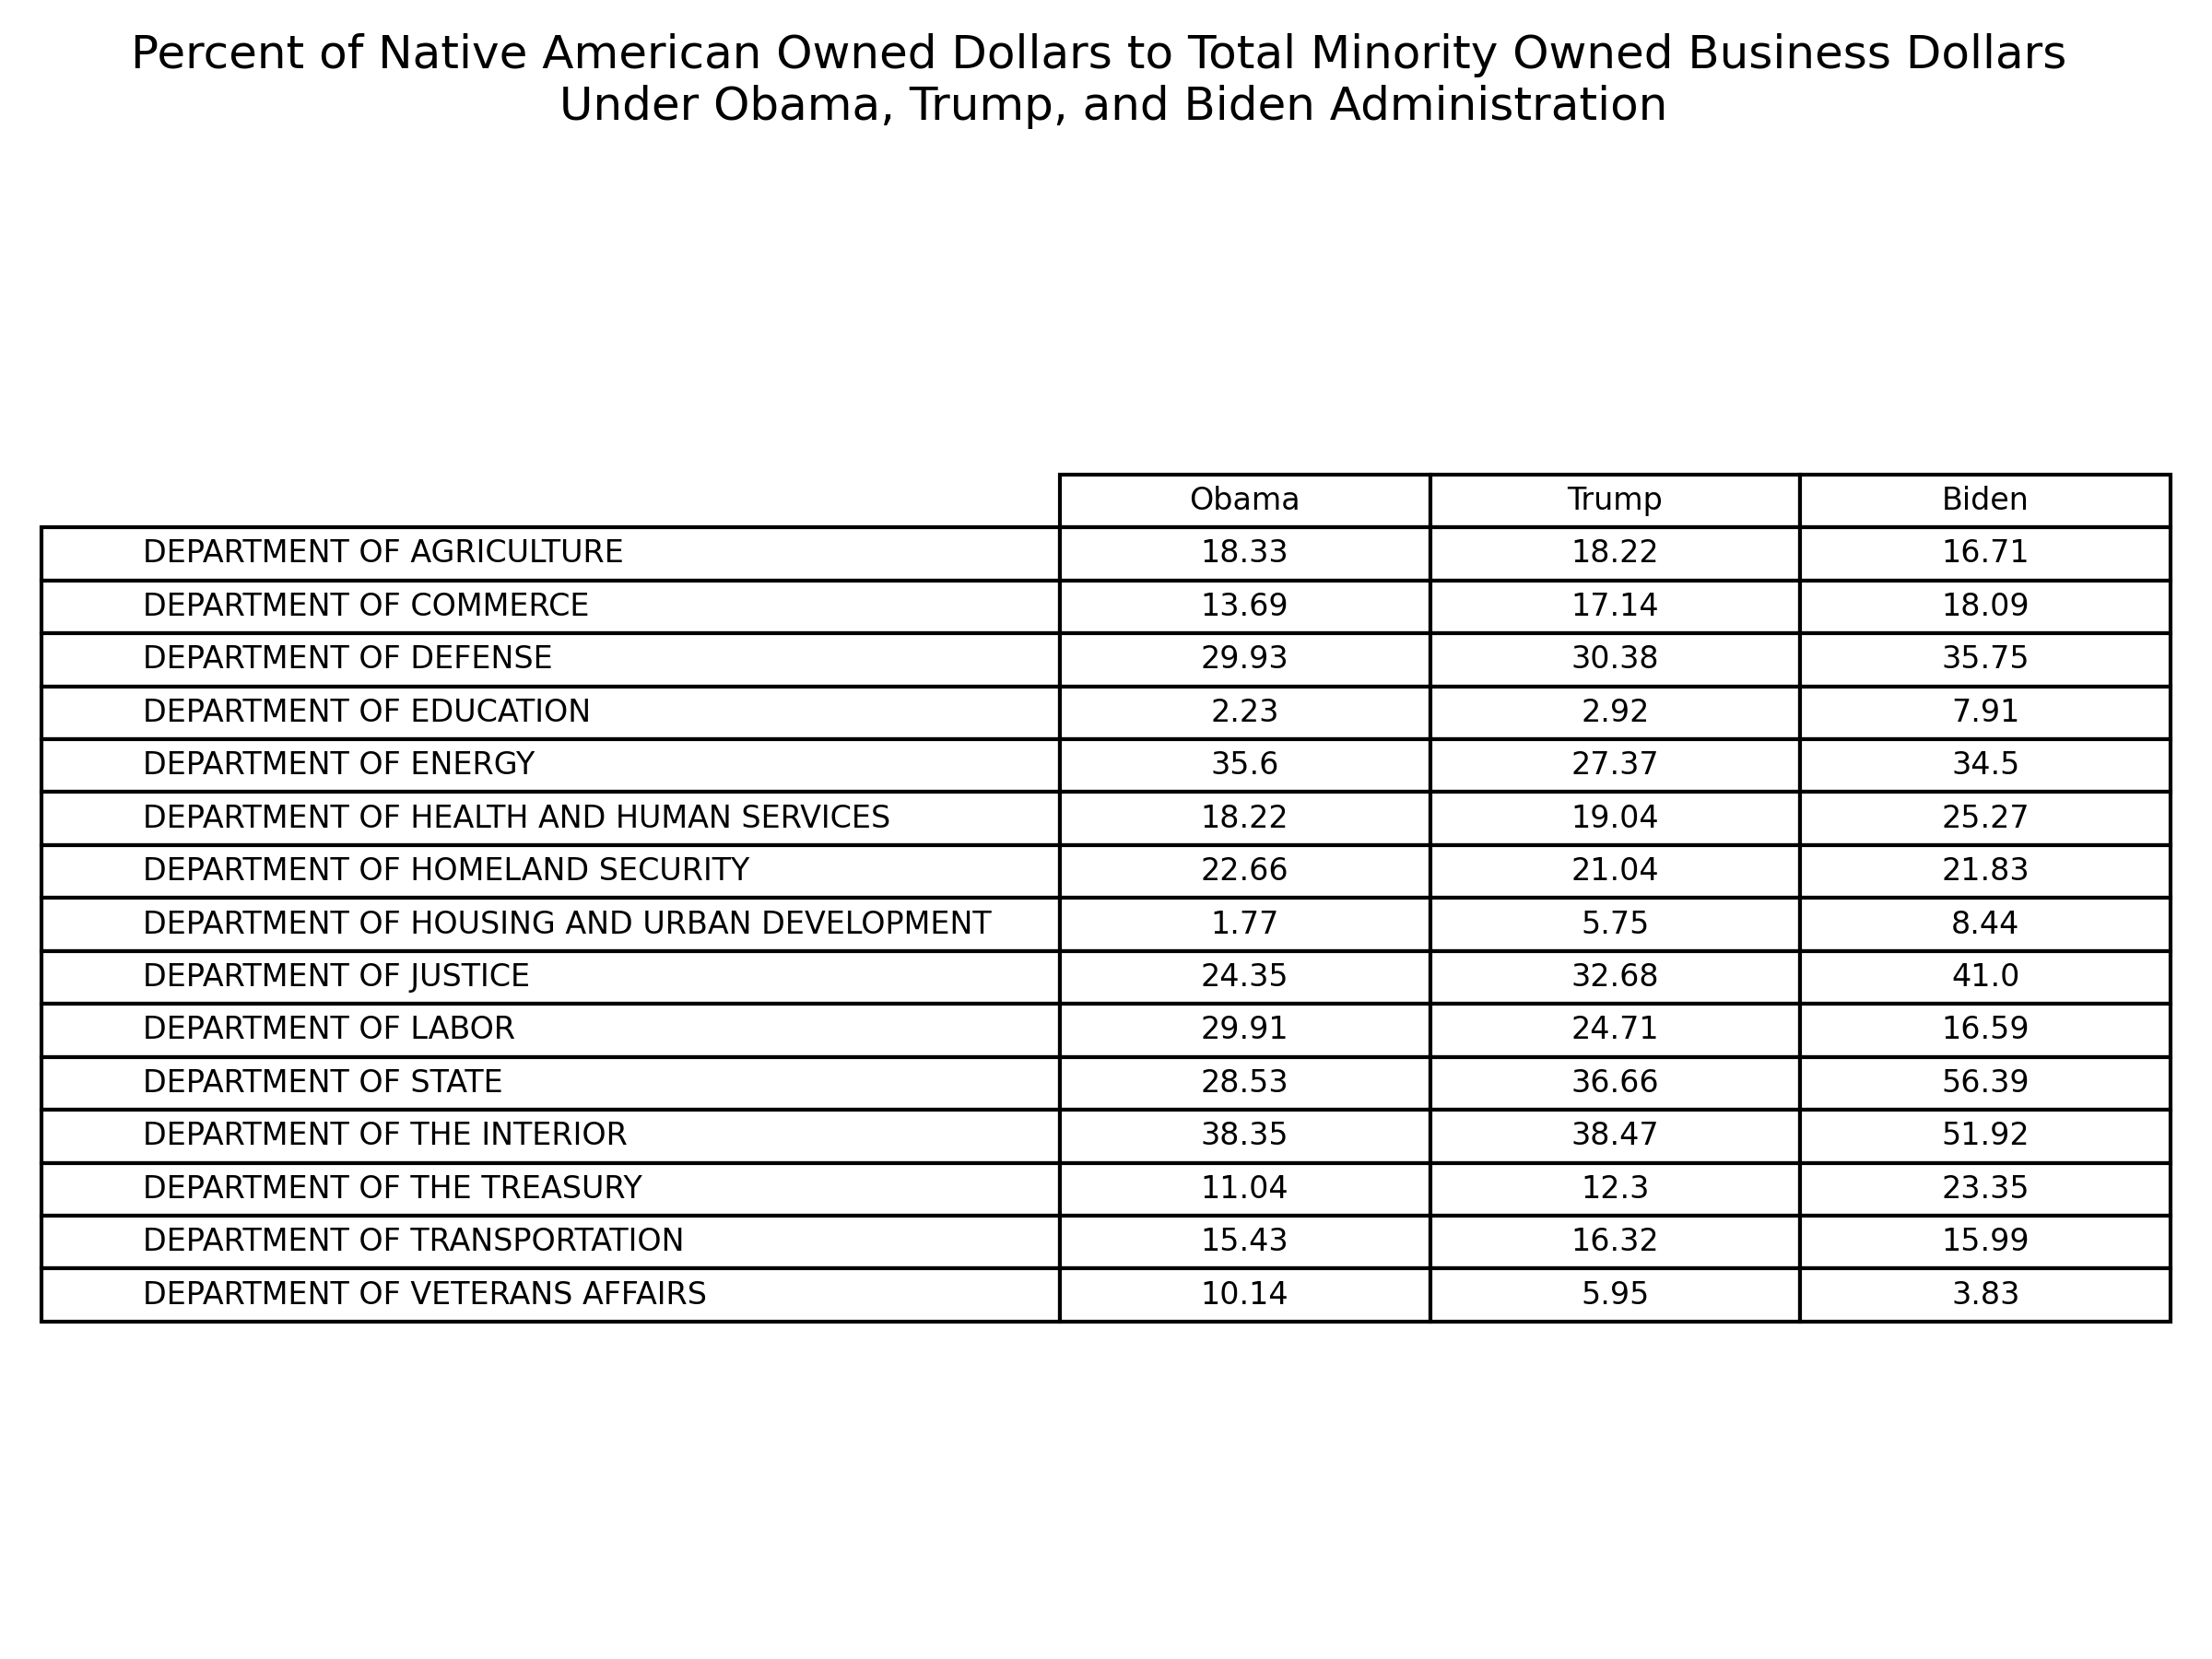 Percent of Native American Owned Dollars to Total Minority Owned Business Dollars
Under Obama, Trump, and Biden Administration
Obama Trump Biden
DEPARTMENT OF AGRICULTURE 18.33 18.22 16.71
DEPARTMENT OF COMMERCE 13.69 17.14 18.09
DEPARTMENT OF DEFENSE 29.93 30.38 35.75
DEPARTMENT OF EDUCATION 2.23 2.92 7.91
DEPARTMENT OF ENERGY 35.6 27.37 34.5
DEPARTMENT OF HEALTH AND HUMAN SERVICES 18.22 19.04 25.27
DEPARTMENT OF HOMELAND SECURITY 22.66 21.04 21.83
DEPARTMENT OF HOUSING AND URBAN DEVELOPMENT 1.77 5.75 8.44
DEPARTMENT OF JUSTICE 24.35 32.68 41.0
DEPARTMENT OF LABOR 29.91 24.71 16.59
DEPARTMENT OF STATE 28.53 36.66 56.39
DEPARTMENT OF THE INTERIOR 38.35 38.47 51.92
DEPARTMENT OF THE TREASURY 11.04 12.3 23.35
DEPARTMENT OF TRANSPORTATION 15.43 16.32 15.99
DEPARTMENT OF VETERANS AFFAIRS 10.14 5.95 3.83